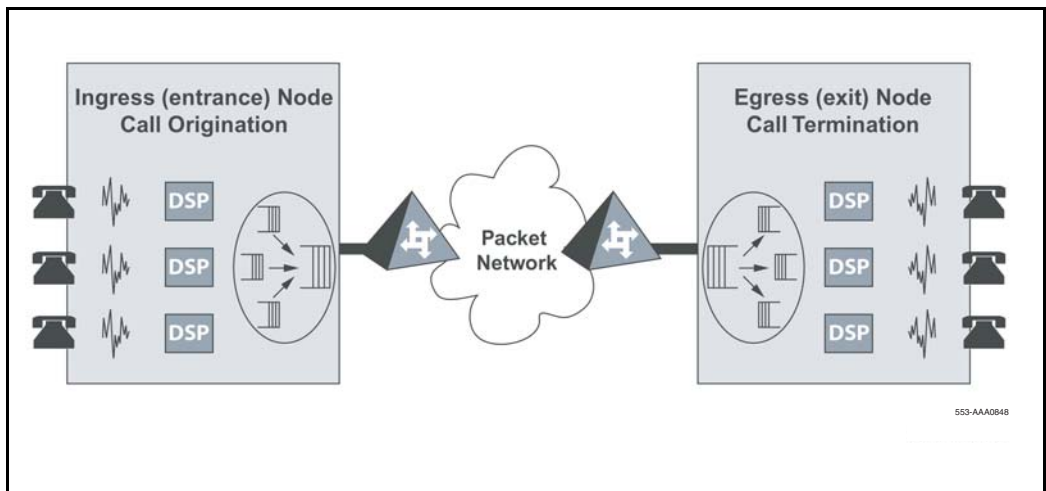 Ingress (entrance) Node
Call Origination
DSP
DSP
DSP
Packet
Network
Egress (exit) Node
Call Termination
DSP
DSP
DSP
553-AAA0848